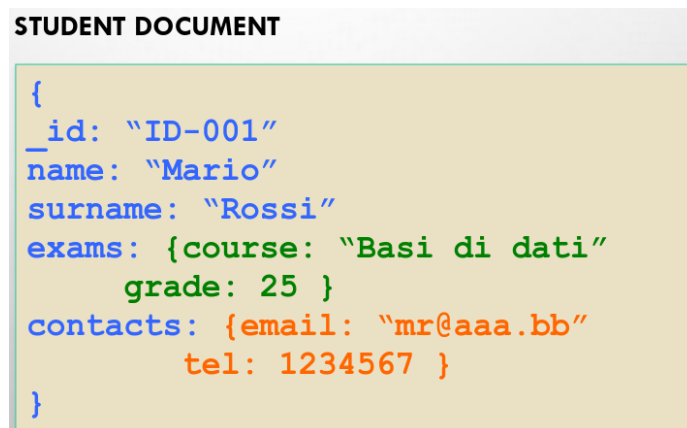 STUDENT DOCUMENT
{
_id: “ID-001”
name: “Mario”
surname: “Rossi”
exams: {course: “Basi di dati”
grade: 25 }
contacts: {email: “mr@aaa.bb”
tel: 1234567 }
}